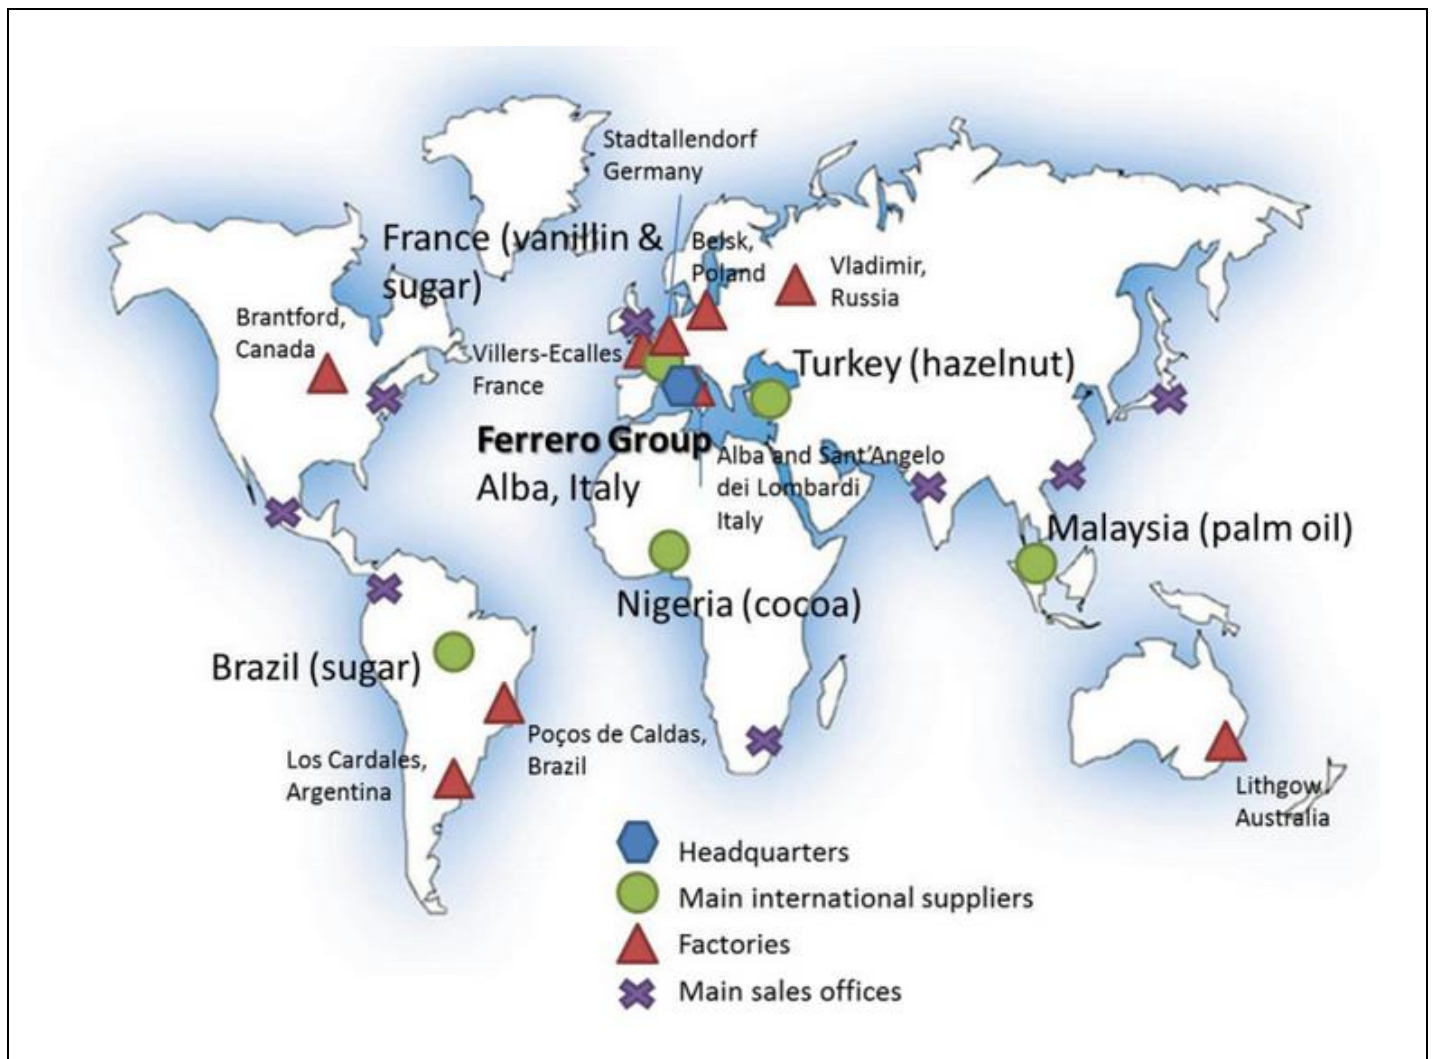 Stadtallendorf
Germany
France (vanillin &
sugar)
Belsk,
Poland
Vladimir,
Russia
Brantford,
Canada
Villers-Ecalles
France
Turkey (hazelnut)
Ferrero Group
Alba, Italy
Alba and Sant'Angelo
dei Lombardi
Italy
Malaysia (palm oil)
Nigeria (cocoa)
Brazil (sugar)
Poços de Caldas,
Brazil
Los Cardales,
Argentina
Lithgow,
Australia
Headquarters
Main international suppliers
Factories
Main sales offices